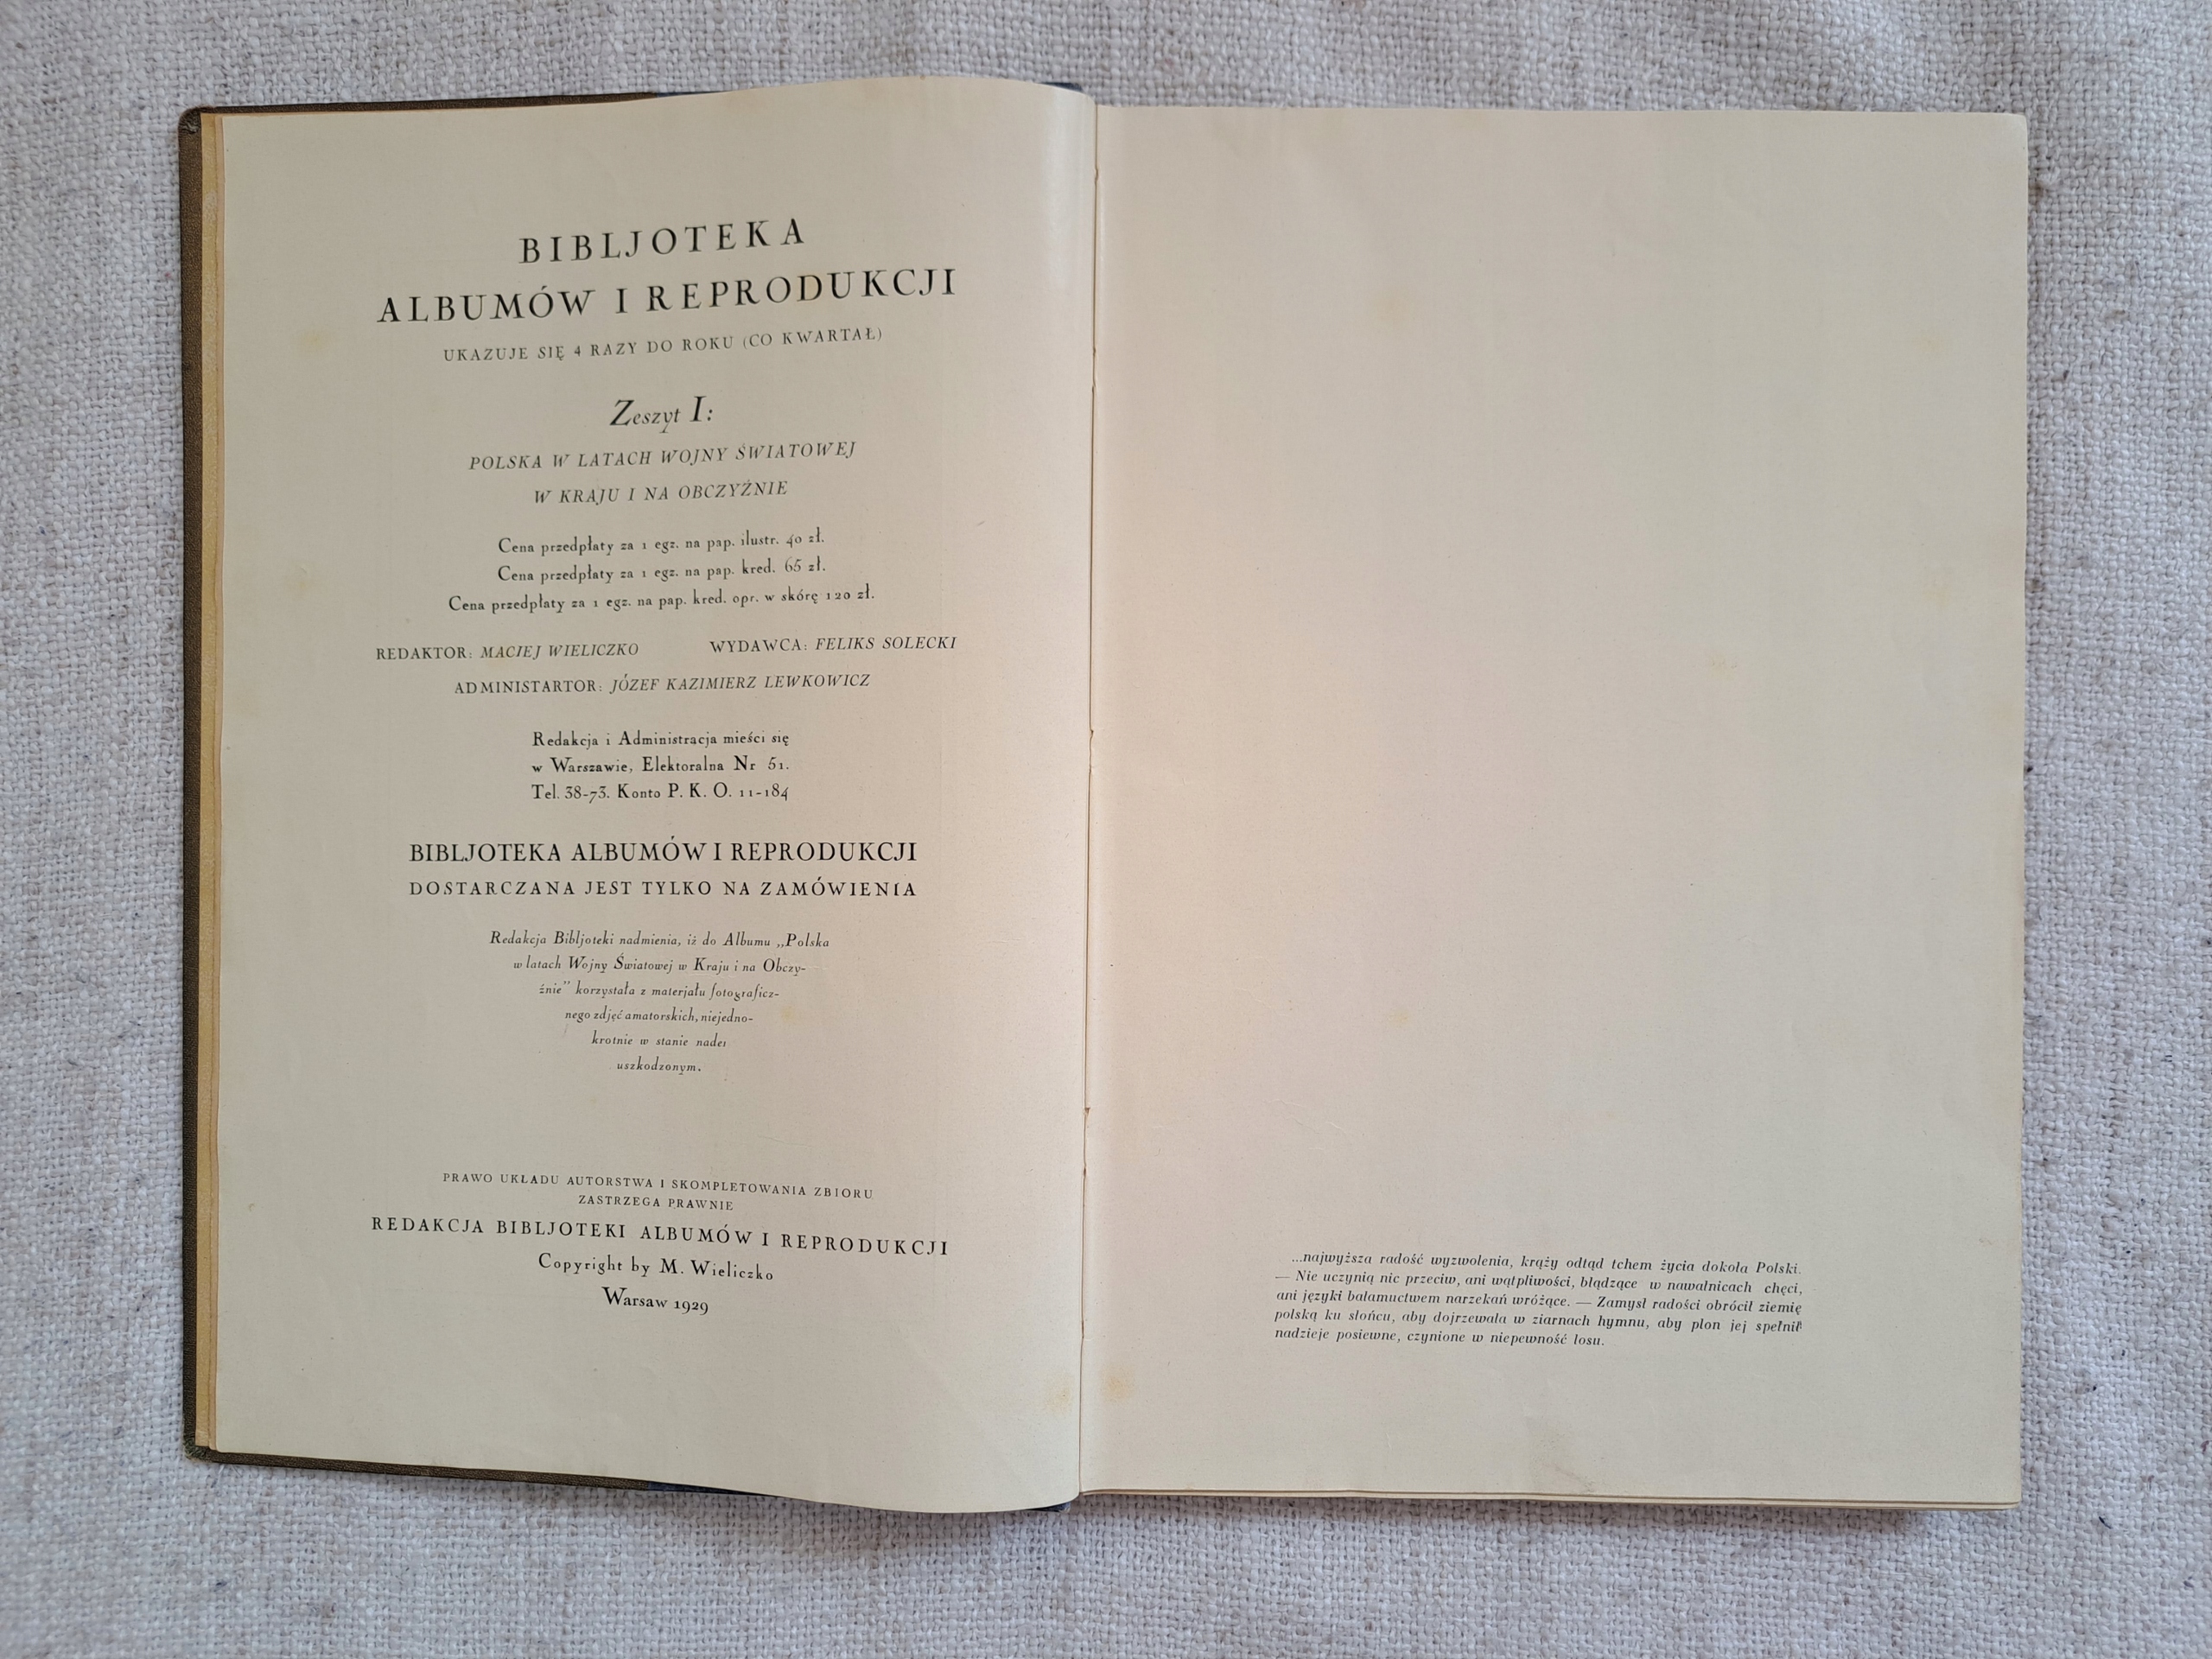 BIBLJOTEKA
ALBUMÓW I REPRODUKCJI
UKAZUJE SIĘ 4 RAZY DO ROKU (CO KWARTAŁ)
Zeszyt I:
POLSKA W LATACH WOJNY ŚWIATOWEJ
W KRAJU I NA OBCZYŹNIE
Cena przedpłaty za 1 egz. na pap. ilustr. 40 zł.
Cena przedpłaty za 1 egz. na pap. kred. 65 zł.
Cena przedpłaty za 1 egz. na pap. kred. opr. w skórę 120 zł.
REDAKTOR: MACIEJ WIELICZKO WYDAWCA: FELIKS SOLECKI
ADMINISTARTOR: JÓZEF KAZIMIERZ LEWKOWICZ
Redakcja i Administracja mieści się
w Warszawie, Elektoralna Nr 51.
Tel. 38-73. Konto P. K. O. 11-184
BIBLJOTEKA ALBUMÓW I REPRODUKCJI
DOSTARCZANA JEST TYLKO NA ZAMÓWIENIA
Redakcja Bibljoteki nadmienia, iż do Albumu „Polska
w latach Wojny Światowej w Kraju i na Obczy-
źnie" korzystała z materjału fotograficz-
nego zdjęć amatorskich, niejedno-
krotnie w stanie nader
uszkodzonym.
PRAWO UKŁADU AUTORSTWA I SKOMPLETOWANIA ZBIORU
ZASTRZEGA PRAWNIE
REDAKCJA BIBLJOTEKI ALBUMÓW I REPRODUKCJI
Copyright by M. Wieliczko
Warsaw 1929
...najwyższa radość wyzwolenia, krąży odtąd tchem życia dokoła Polski.
— Nie uczynią nic przeciw, ani wątpliwości, błądzące w nawałnicach chęci,
ani języki bałamuctwem narzekań wróżące. — Zamysł radości obrócił ziemię
polską ku słońcu, aby dojrzewała w ziarnach hymnu, aby plon jej spełnił
nadzieje posiewne, czynione w niepewność losu.